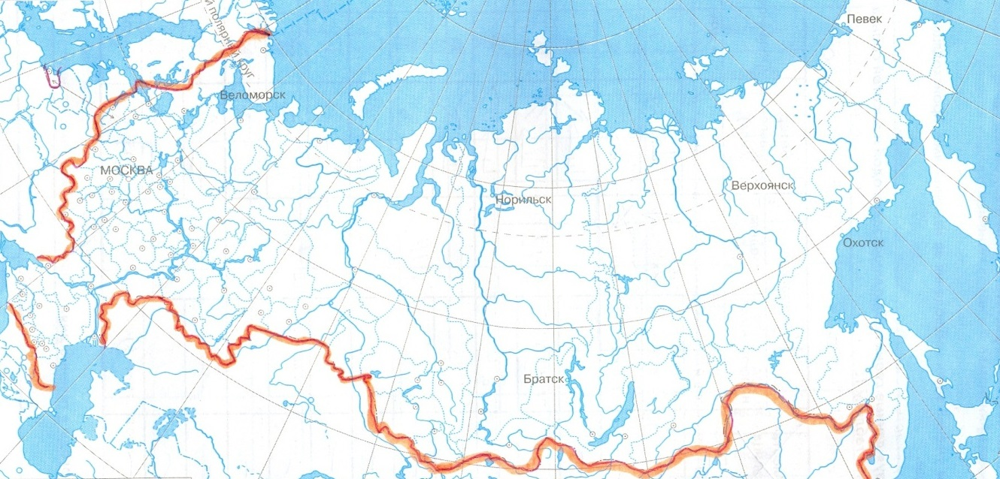 й полярный круг
Певек
Веломорск
МОСКВА
Верхоянск
Норильск
Охотск
Братск